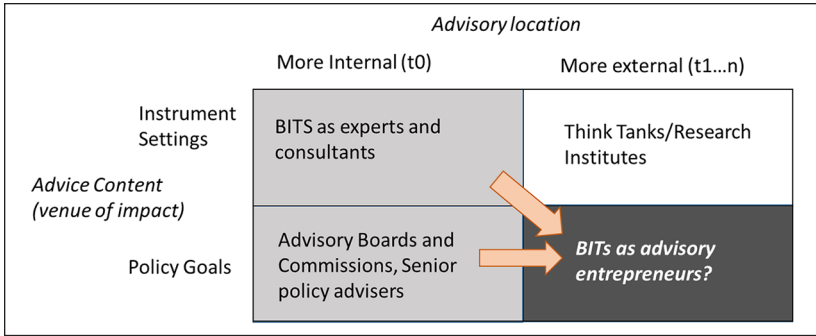 Advisory location
More Internal (t0)
More external (t1...n)
Instrument
Settings
BITS as experts and
consultants
Think Tanks/Research
Institutes
Advice Content
(venue of impact)
Policy Goals
Advisory Boards and
Commissions, Senior
policy advisers
BITs as advisory
entrepreneurs?